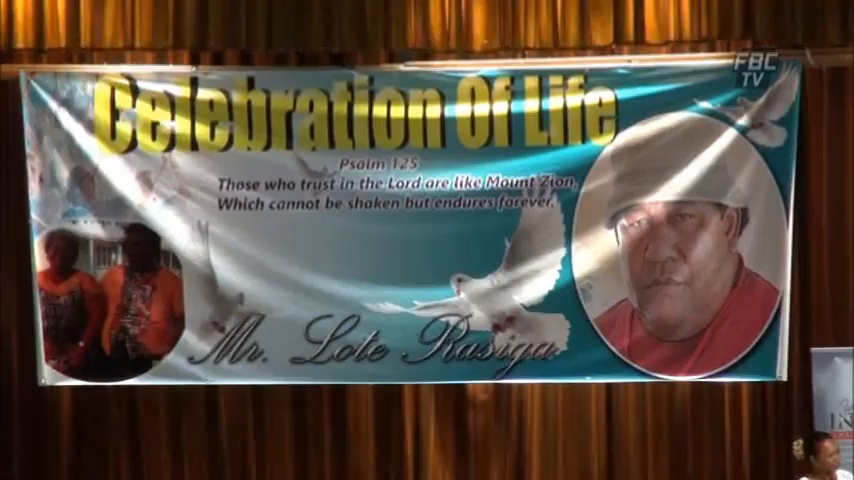 FBC
TV
Celebration Of Life
Psalm 125
Those who trust in the Lord are like Mount Zion,
Which cannot be shaken but endures forever.
Mr. Lote Rasiga